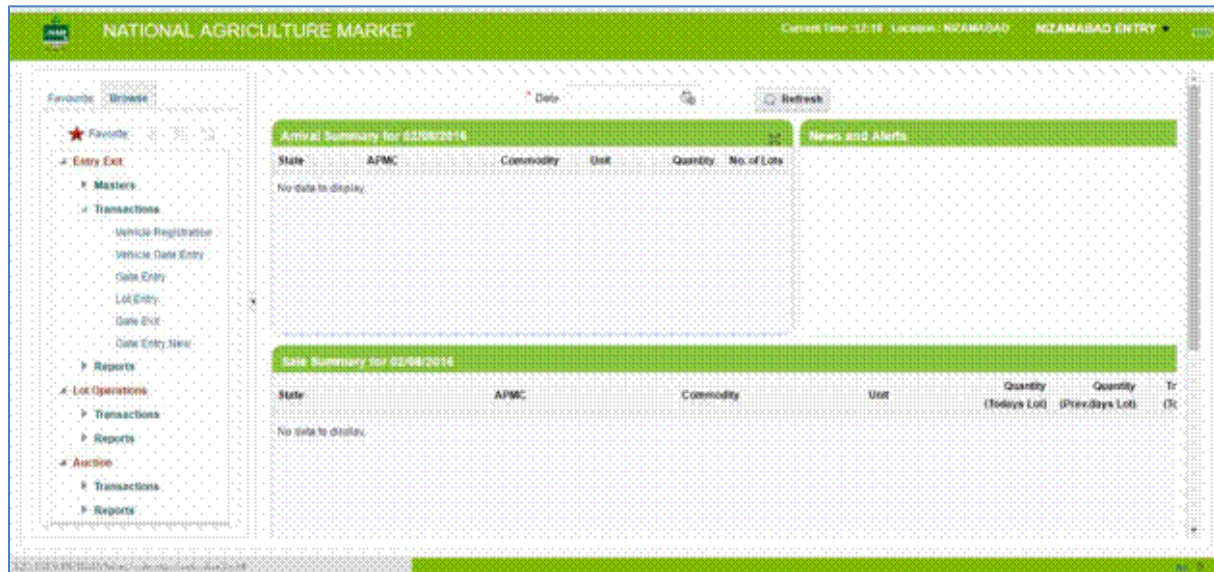 NATIONAL AGRICULTURE MARKET
Current Time :12:18 Location : NIZAMABAD
NIZAMABAD ENTRY
Favourite Browse
* Date
Refresh
Favorite
Entry Exit
Masters
Transactions
Vehicle Registration
Vehicle Gate Entry
Gate Entry
Lot Entry
Gate Exit
Gate Entry New
Reports
Lot Operations
Transactions
Reports
Auction
Transactions
Reports
Arrival Summary for 02/08/2016
State APMC Commodity Unit Quantity No. of Lots
No data to display.
News and Alerts
Sale Summary for 02/08/2016
State APMC Commodity Unit Quantity (Todays Lot) Quantity (Prev.days Lot) Tr (To
No data to display.